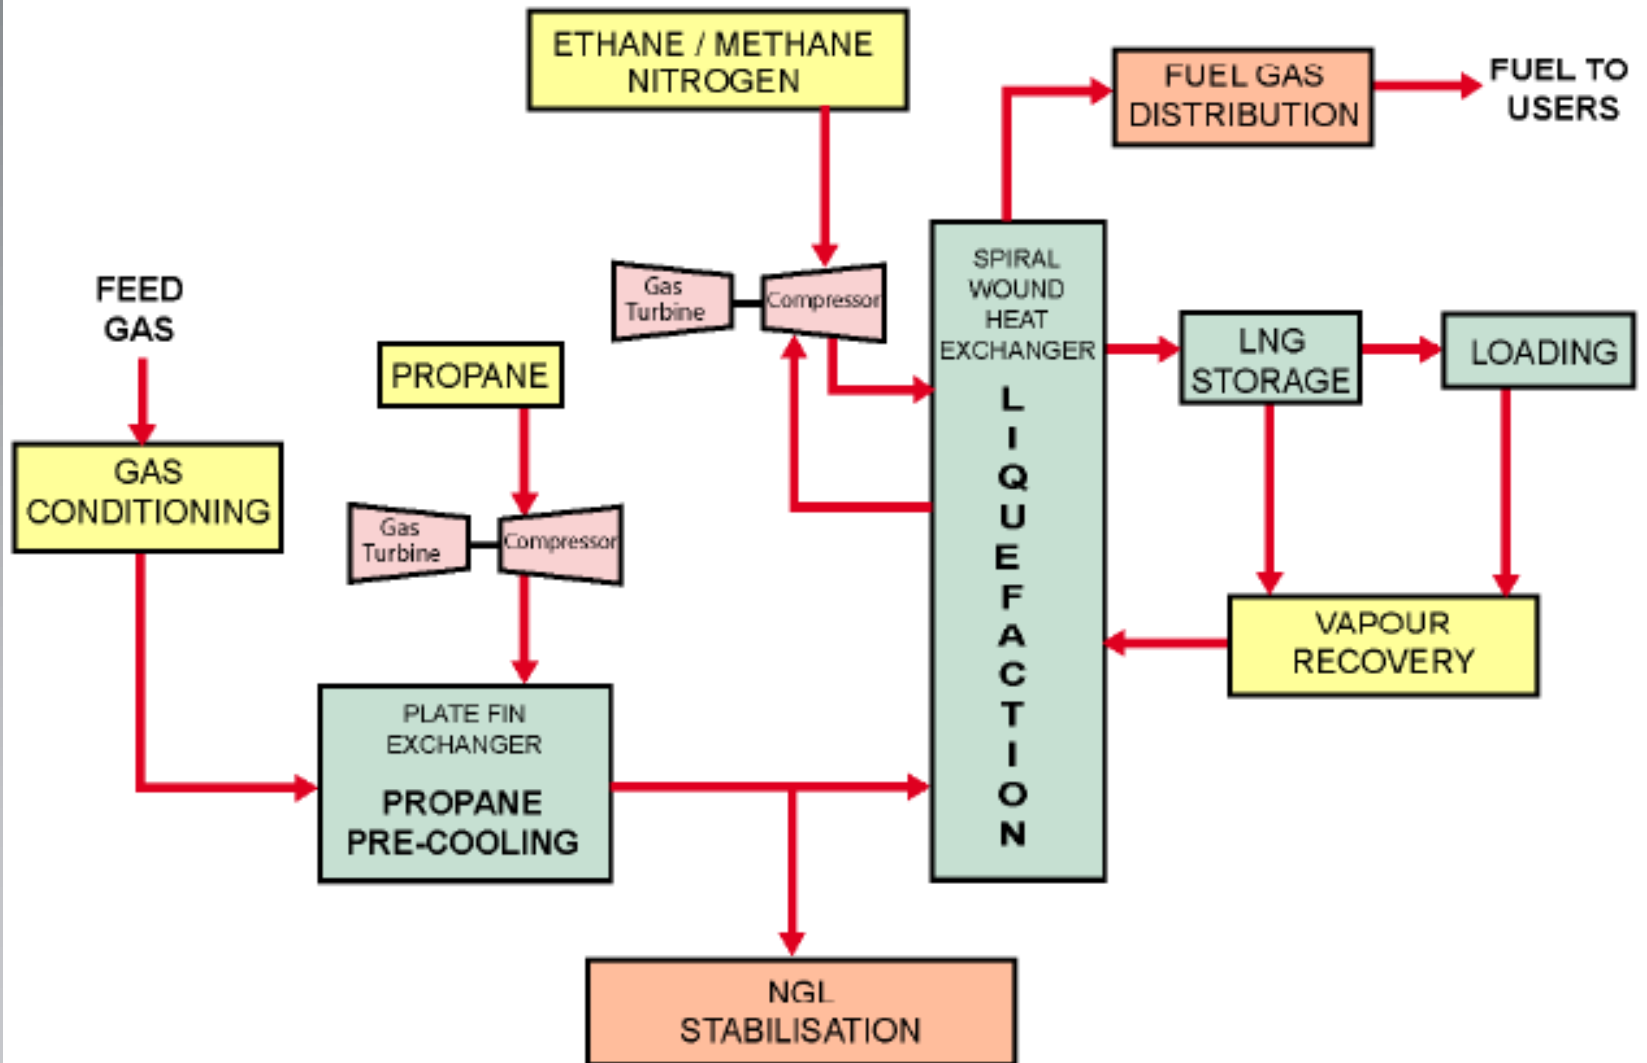 ETHANE / METHANE
NITROGEN
FUEL GAS
DISTRIBUTION
FUEL TO
USERS
FEED
GAS
Gas
Turbine
Compressor
SPIRAL
WOUND
HEAT
EXCHANGER
LIQUEFACTION
LNG
STORAGE
LOADING
PROPANE
GAS
CONDITIONING
Gas
Turbine
Compressor
VAPOUR
RECOVERY
PLATE FIN
EXCHANGER
PROPANE
PRE-COOLING
NGL
STABILISATION